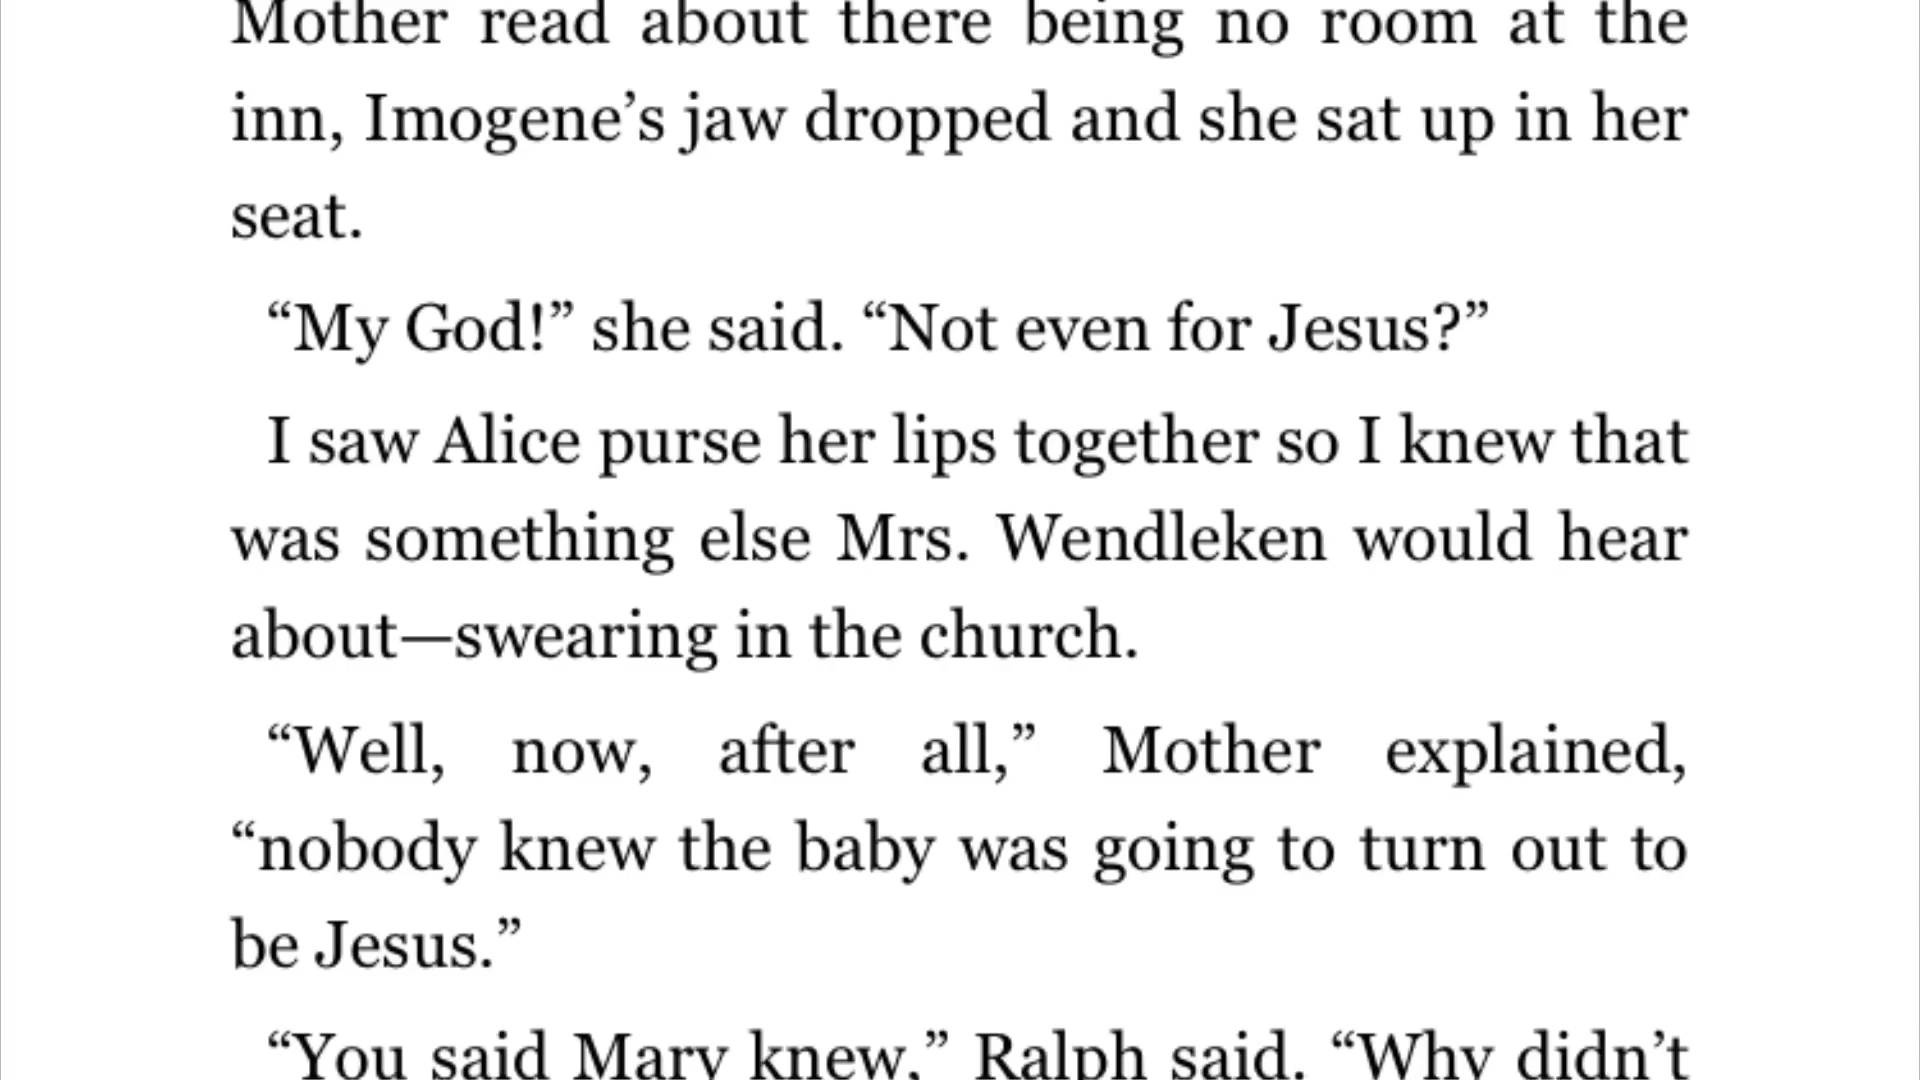 Mother read about there being no room at the
inn, Imogene’s jaw dropped and she sat up in her
seat.
“My God!” she said. “Not even for Jesus?”
I saw Alice purse her lips together so I knew that
was something else Mrs. Wendleken would hear
about—swearing in the church.
“Well, now, after all,” Mother explained,
“nobody knew the baby was going to turn out to
be Jesus.”
“You said Mary knew,” Ralph said. “Why didn’t